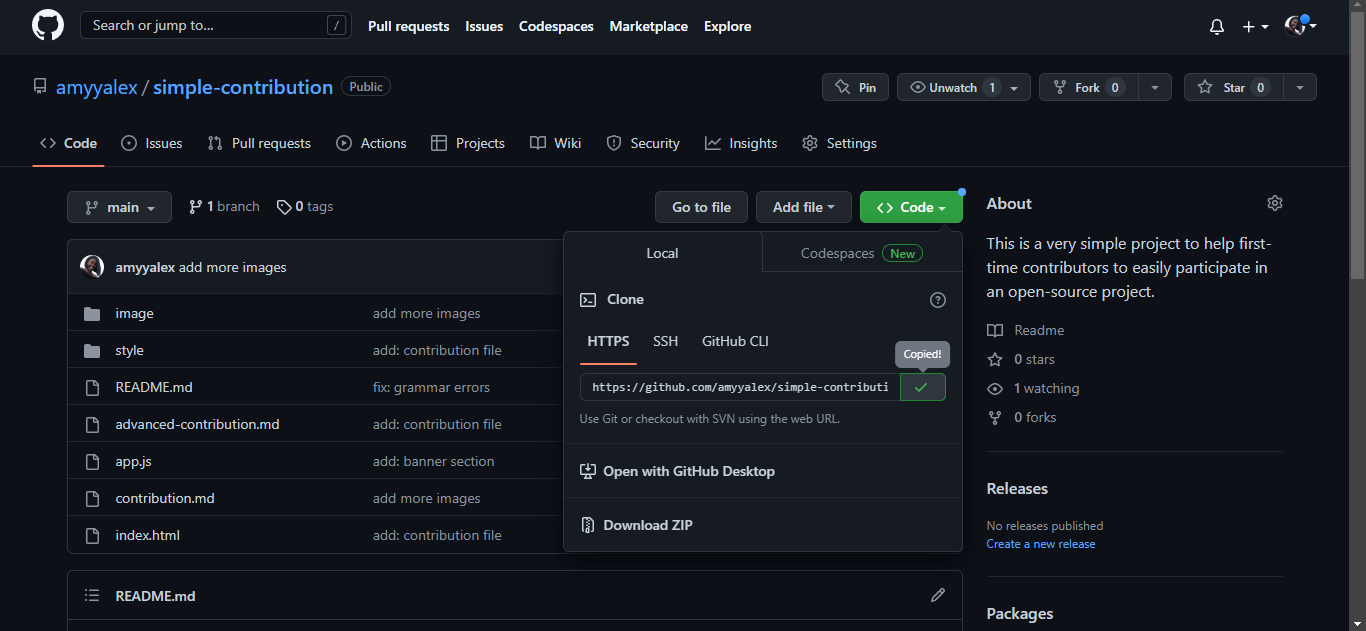 Search or jump to... /
Pull requests Issues Codespaces Marketplace Explore
amyyalex / simple-contribution Public
Pin Unwatch 1 Fork 0 Star 0
Code Issues Pull requests Actions Projects Wiki Security Insights Settings
main 1 branch 0 tags Go to file Add file Code
amyyalex add more images
image add more images
style add: contribution file
README.md fix: grammar errors
advanced-contribution.md add: contribution file
app.js add: banner section
contribution.md add more images
index.html add: contribution file
README.md
Local Codespaces New
Clone
HTTPS SSH GitHub CLI
Copied!
https://github.com/amyyalex/simple-contributi
Use Git or checkout with SVN using the web URL.
Open with GitHub Desktop
Download ZIP
About
This is a very simple project to help first-
time contributors to easily participate in
an open-source project.
Readme
0 stars
1 watching
0 forks
Releases
No releases published
Create a new release
Packages